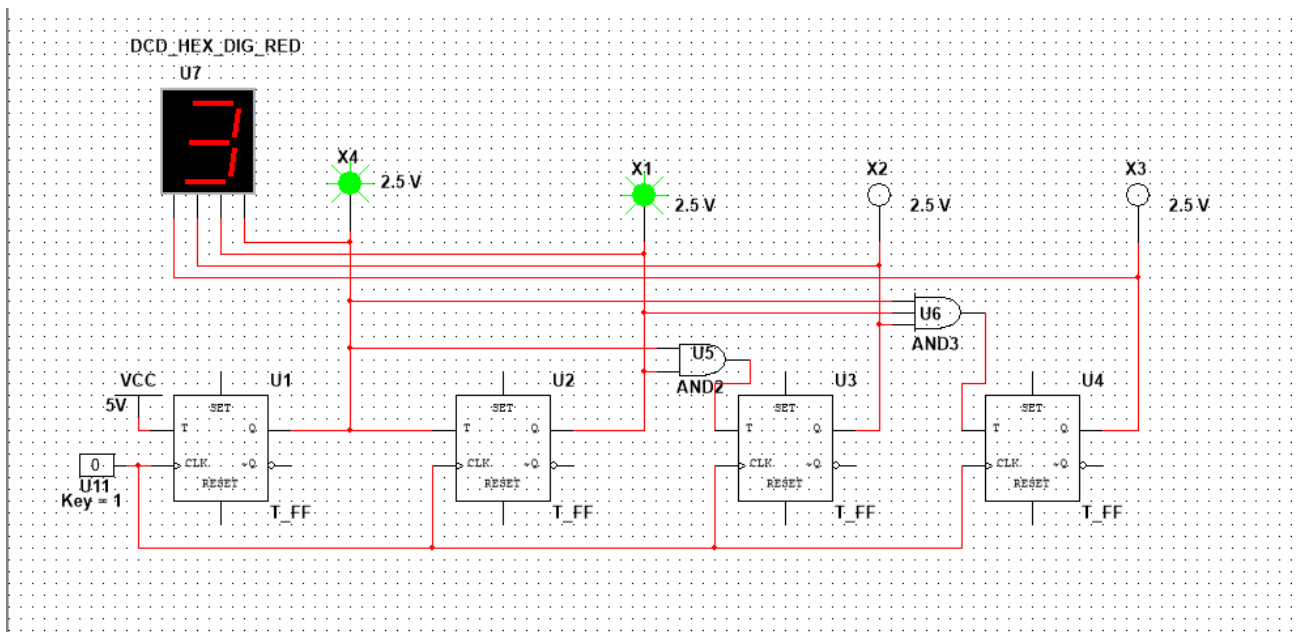 DCD_HEX_DIG_RED
U7
X4
2.5 V
X1
2.5 V
X2
2.5 V
X3
2.5 V
U6
AND3
U5
AND2
VCC
5V
U1
SET
T Q
CLK ~Q
RESET
T_FF
U2
SET
T Q
CLK ~Q
RESET
T_FF
U3
SET
T Q
CLK ~Q
RESET
T_FF
U4
SET
T Q
CLK ~Q
RESET
T_FF
0
U11
Key = 1
3